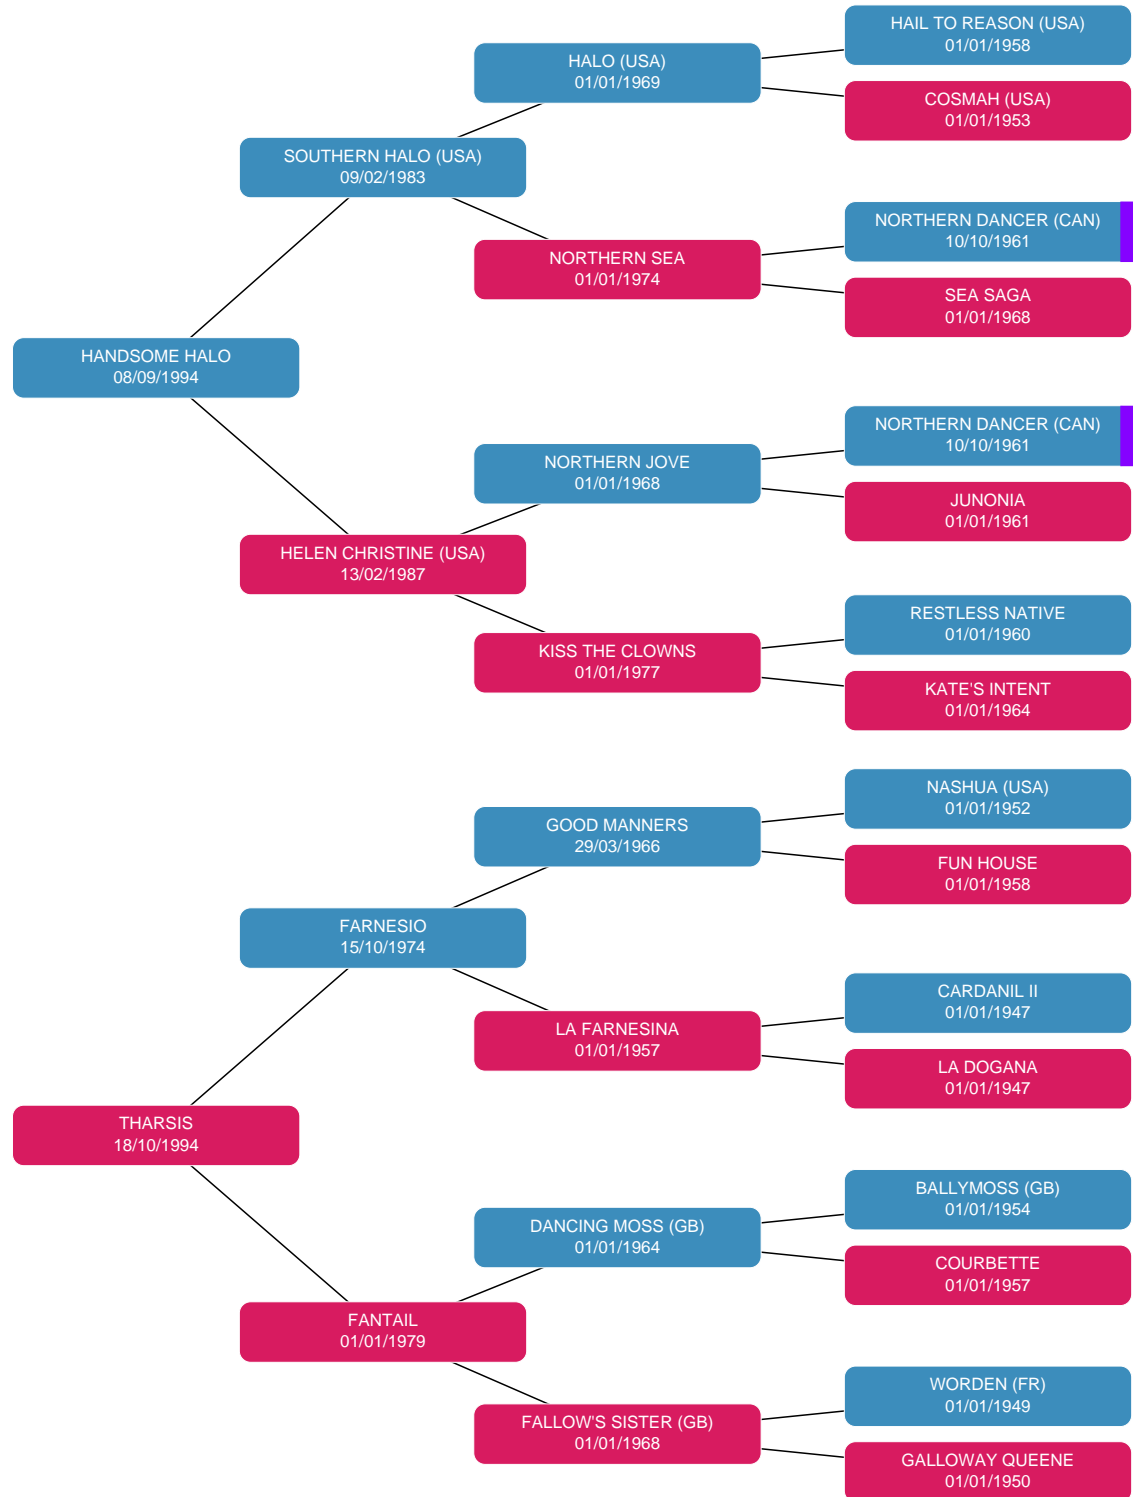 HAIL TO REASON (USA)
01/01/1958
HALO (USA)
01/01/1969
COSMAH (USA)
01/01/1953
SOUTHERN HALO (USA)
09/02/1983
NORTHERN DANCER (CAN)
10/10/1961
NORTHERN SEA
01/01/1974
SEA SAGA
01/01/1968
HANDSOME HALO
08/09/1994
NORTHERN DANCER (CAN)
10/10/1961
NORTHERN JOVE
01/01/1968
JUNONIA
01/01/1961
HELEN CHRISTINE (USA)
13/02/1987
RESTLESS NATIVE
01/01/1960
KISS THE CLOWNS
01/01/1977
KATE'S INTENT
01/01/1964
NASHUA (USA)
01/01/1952
GOOD MANNERS
29/03/1966
FUN HOUSE
01/01/1958
FARNESIO
15/10/1974
CARDANIL II
01/01/1947
LA FARNESINA
01/01/1957
LA DOGANA
01/01/1947
THARSIS
18/10/1994
BALLYMOSS (GB)
01/01/1954
DANCING MOSS (GB)
01/01/1964
COURBETTE
01/01/1957
FANTAIL
01/01/1979
WORDEN (FR)
01/01/1949
FALLOW'S SISTER (GB)
01/01/1968
GALLOWAY QUEENE
01/01/1950